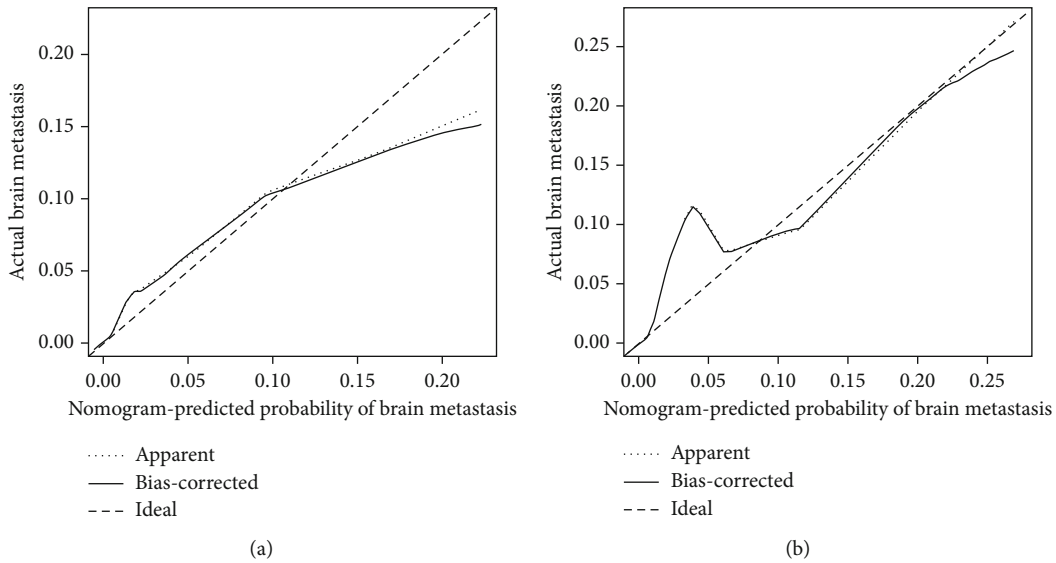 Actual brain metastasis
0.20
0.15
0.10
0.05
0.00
0.00 0.05 0.10 0.15 0.20
Nomogram-predicted probability of brain metastasis
Apparent
Bias-corrected
Ideal
(a)
Actual brain metastasis
0.25
0.20
0.15
0.10
0.05
0.00
0.00 0.05 0.10 0.15 0.20 0.25
Nomogram-predicted probability of brain metastasis
Apparent
Bias-corrected
Ideal
(b)